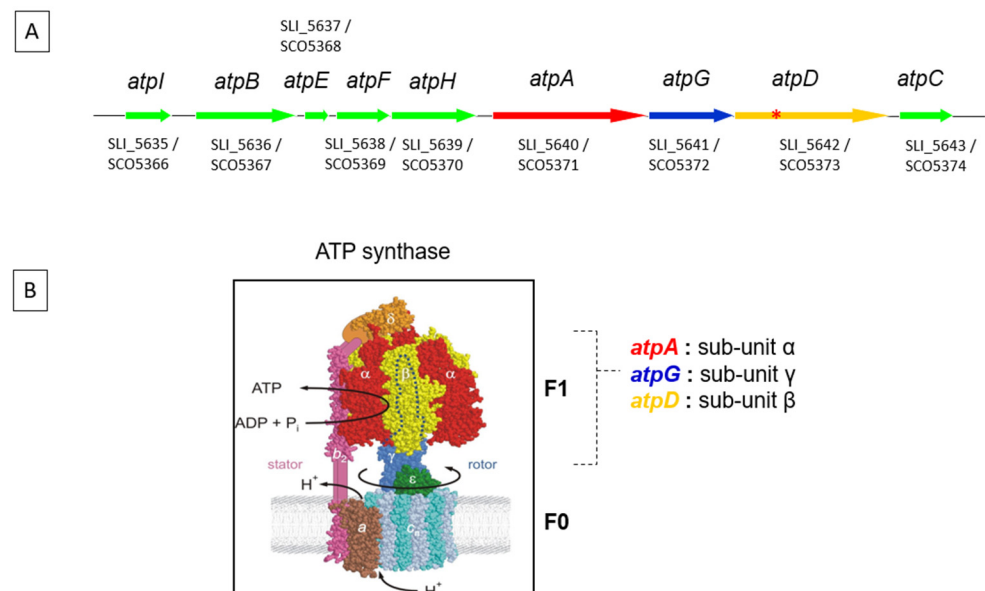 A
SLI_5637 /
SCO5368
atpI atpB atpE atpF atpH atpA atpG atpD atpC
*
SLI_5635 / SLI_5636 / SLI_5638 / SLI_5639 / SLI_5640 / SLI_5641 / SLI_5642 / SLI_5643 /
SCO5366 SCO5367 SCO5369 SCO5370 SCO5371 SCO5372 SCO5373 SCO5374
ATP synthase
B
δ
α β α
ATP
ADP + Pi
F1
atpA : sub-unit α
atpG : sub-unit γ
atpD : sub-unit β
b2
γ
stator
rotor
ε
H+
a
cn
F0
H+